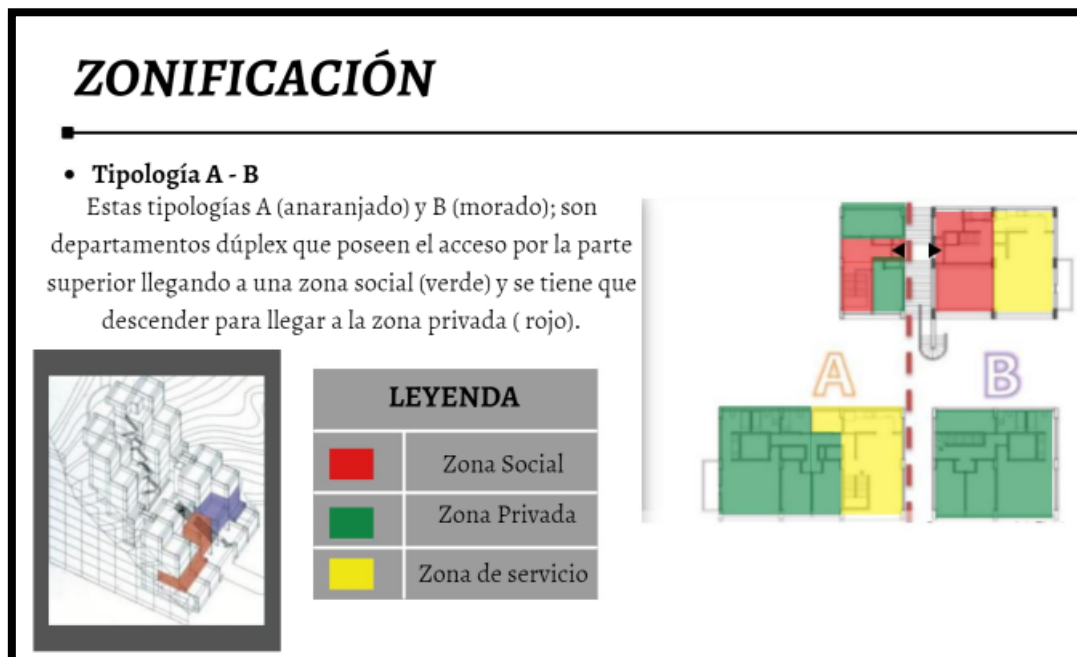 ZONIFICACIÓN
• Tipología A - B
Estas tipologías A (anaranjado) y B (morado); son
departamentos dúplex que poseen el acceso por la parte
superior llegando a una zona social (verde) y se tiene que
descender para llegar a la zona privada ( rojo).
LEYENDA
Zona Social
Zona Privada
Zona de servicio
A
B